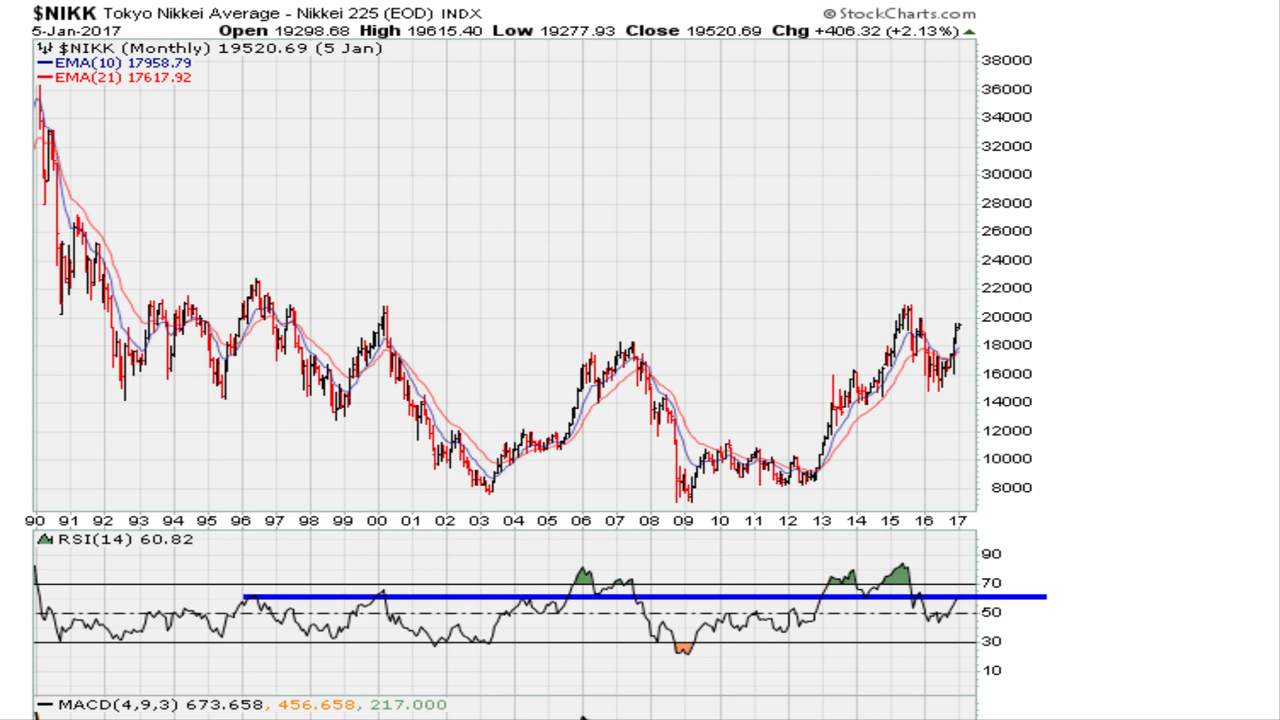 $NIKK Tokyo Nikkei Average - Nikkei 225 (EOD) INDX © StockCharts.com
5-Jan-2017 Open 19298.68 High 19615.40 Low 19277.93 Close 19520.69 Chg +406.32 (+2.13%)
$NIKK (Monthly) 19520.69 (5 Jan)
EMA(10) 17958.79
EMA(21) 17617.92
38000
36000
34000
32000
30000
28000
26000
24000
22000
20000
18000
16000
14000
12000
10000
8000
90 91 92 93 94 95 96 97 98 99 00 01 02 03 04 05 06 07 08 09 10 11 12 13 14 15 16 17
RSI(14) 60.82
90
70
50
30
10
MACD(4,9,3) 673.658, 456.658, 217.000